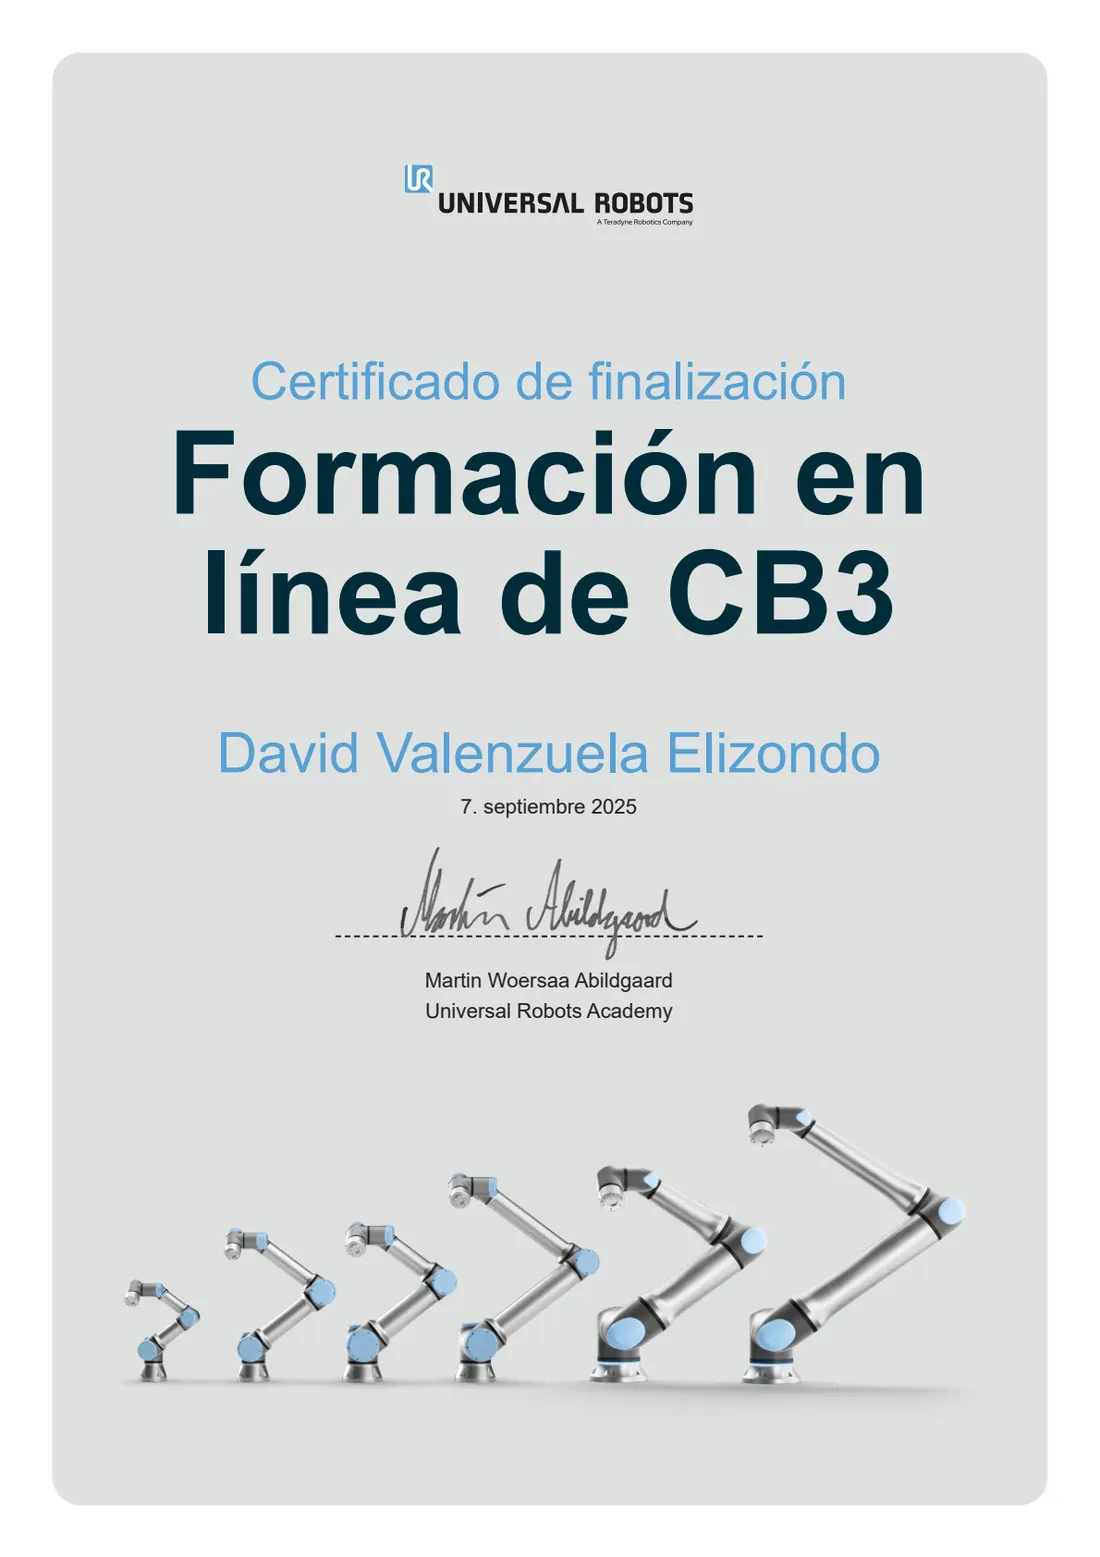 UR
UNIVERSAL ROBOTS
A Teradyne Robotics Company
Certificado de finalización
Formación en
línea de CB3
David Valenzuela Elizondo
7. septiembre 2025
Martin Abildgaard
Martin Woersaa Abildgaard
Universal Robots Academy